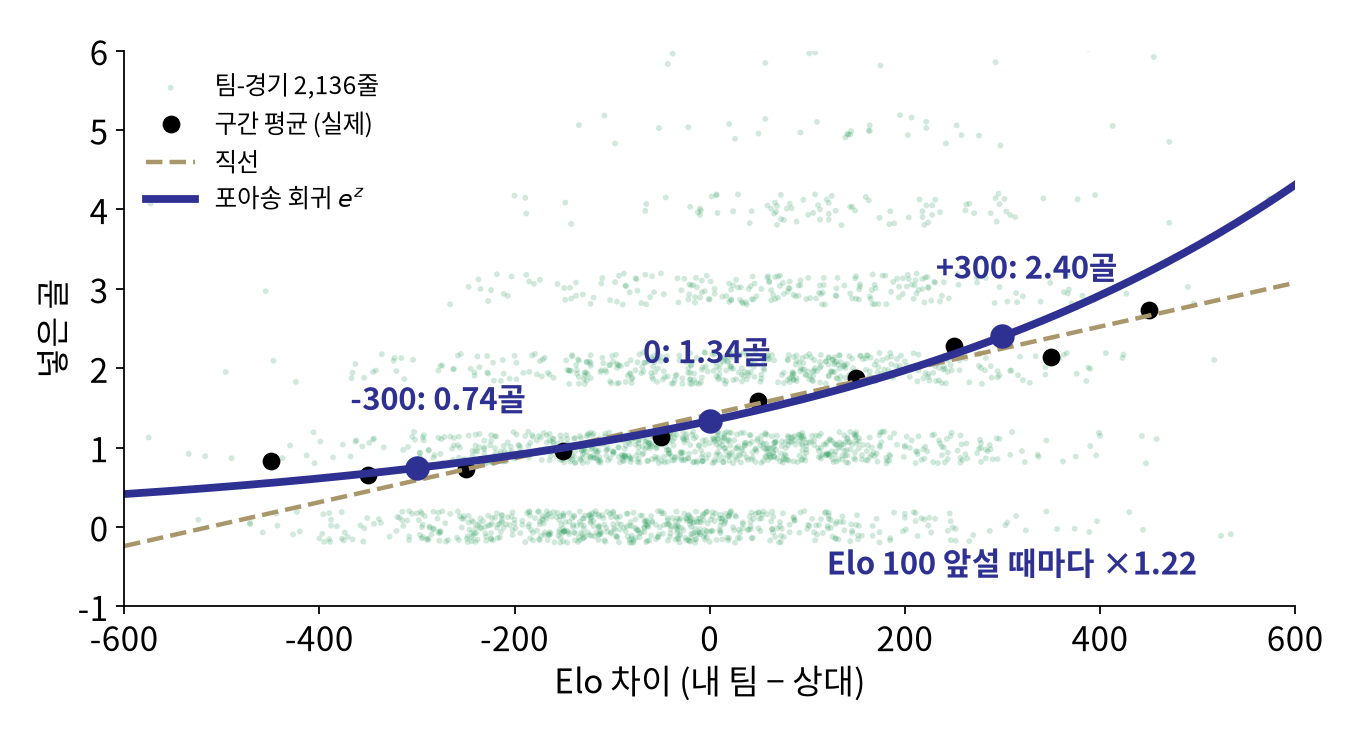 6
5
4
3
2
1
0
-1
넣은 골
팀-경기 2,136줄
구간 평균 (실제)
직선
포아송 회귀 e^z
+300: 2.40골
0: 1.34골
-300: 0.74골
Elo 100 앞설 때마다 ×1.22
-600 -400 -200 0 200 400 600
Elo 차이 (내 팀 − 상대)